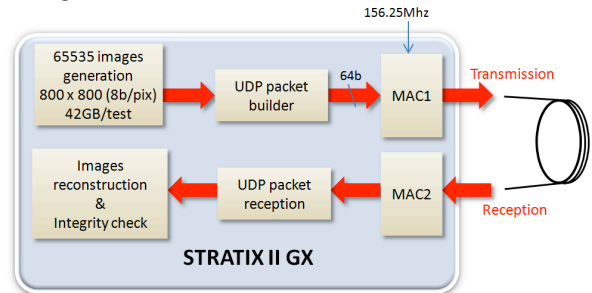 156.25Mhz
65535 images
generation
800 x 800 (8b/pix)
42GB/test
UDP packet
builder
64b
MAC1
Transmission
Images
reconstruction
&
Integrity check
UDP packet
reception
MAC2
Reception
STRATIX II GX